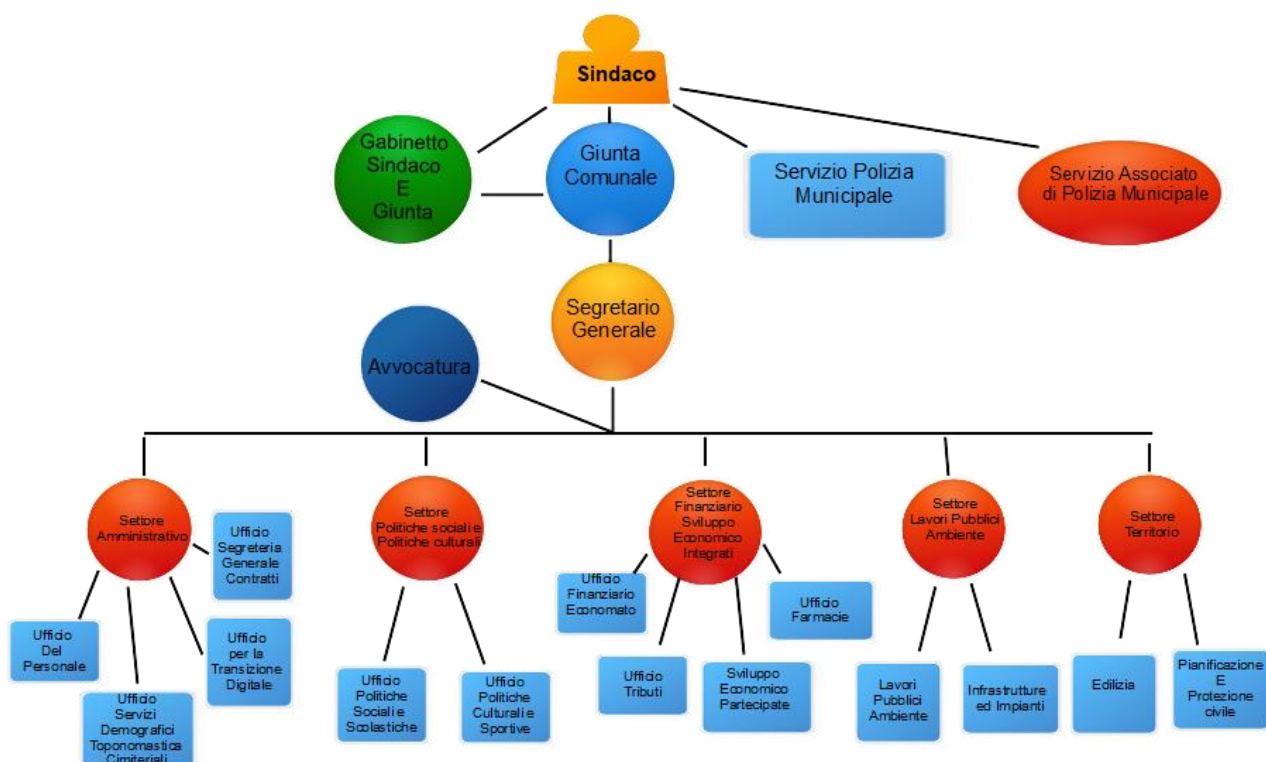 Sindaco
Gabinetto
Sindaco
E
Giunta
Giunta
Comunale
Servizio Polizia
Municipale
Servizio Associato
di Polizia Municipale
Segretario
Generale
Avvocatura
Settore
Amministrativo
Ufficio
Segreteria
Generale
Contratti
Ufficio
Del
Personale
Ufficio
Servizi
Demografici
Toponomastica
Cimiteriali
Ufficio
per la
Transizione
Digitale
Settore
Politiche sociali e
Politiche culturali
Ufficio
Politiche
Sociali e
Scolastiche
Ufficio
Politiche
Culturali e
Sportive
Settore
Finanziario
Sviluppo
Economico
Integrati
Ufficio
Finanziario
Economato
Ufficio
Tributi
Sviluppo
Economico
Partecipate
Ufficio
Farmacie
Settore
Lavori Pubblici
Ambiente
Lavori
Pubblici
Ambiente
Infrastrutture
ed Impianti
Settore
Territorio
Edilizia
Pianificazione
E
Protezione
civile